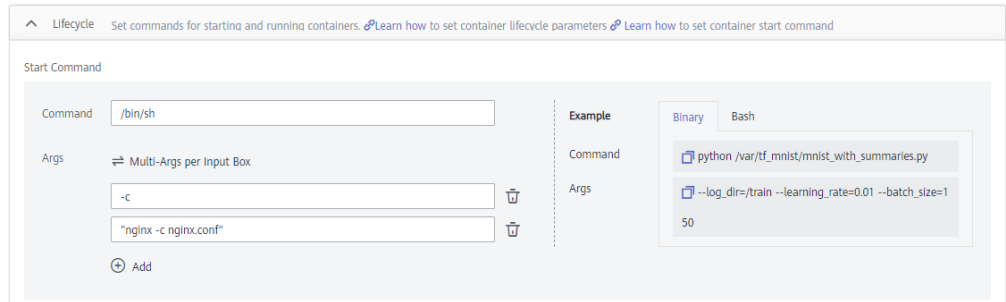 Lifecycle Set commands for starting and running containers. Learn how to set container lifecycle parameters Learn how to set container start command
Start Command
Command /bin/sh
Args Multi-Args per Input Box
-c
"nginx -c nginx.conf"
Add
Example Binary Bash
Command python /var/tf_mnist/mnist_with_summaries.py
Args --log_dir=/train --learning_rate=0.01 --batch_size=1
50